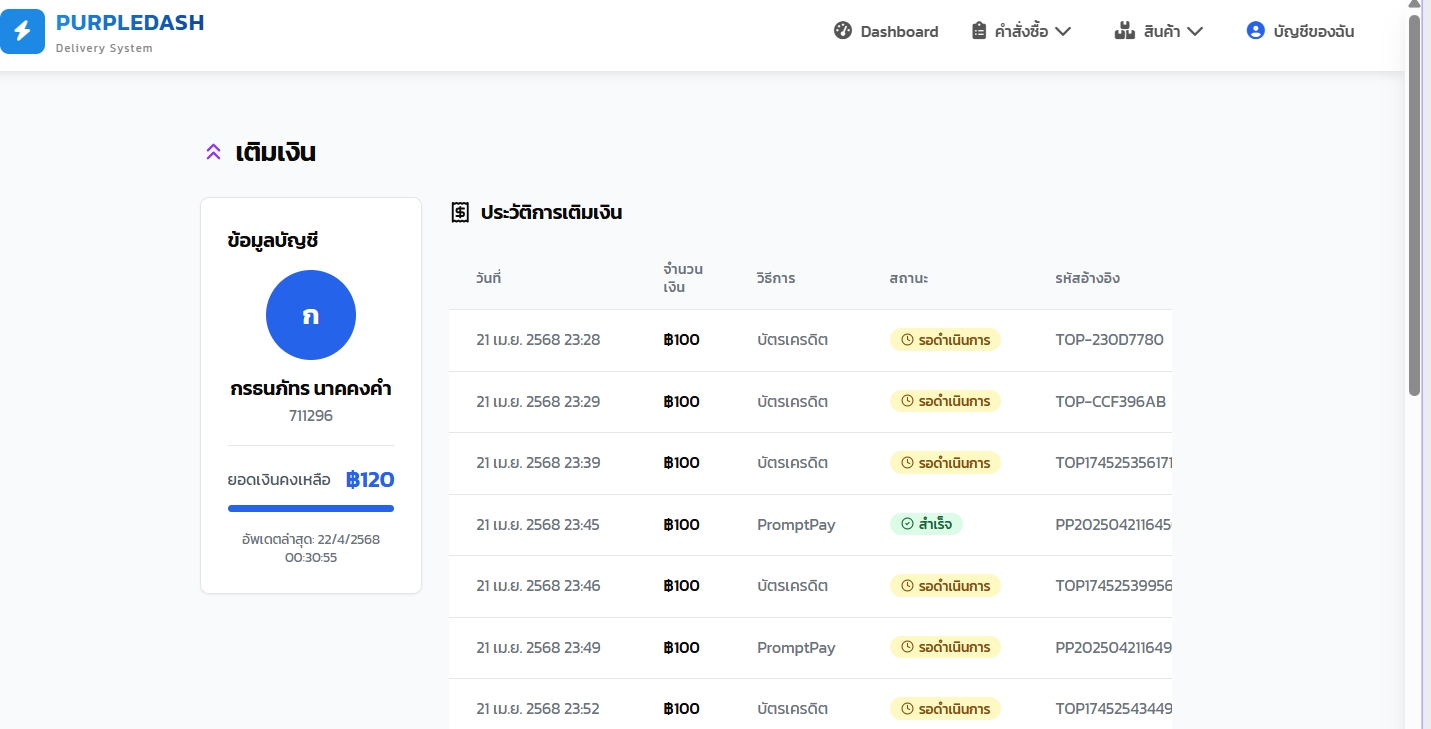 PURPLEDASH
Delivery System
Dashboard
คำสั่งซื้อ
สินค้า
บัญชีของฉัน
เติมเงิน
ข้อมูลบัญชี
ก
กรธนภัทร นาคคงคำ
711296
ยอดเงินคงเหลือ ฿120
อัพเดตล่าสุด: 22/4/2568
00:30:55
ประวัติการเติมเงิน
วันที่ จำนวนเงิน วิธีการ สถานะ รหัสอ้างอิง
21 เม.ย. 2568 23:28 ฿100 บัตรเครดิต รอดำเนินการ TOP-230D7780
21 เม.ย. 2568 23:29 ฿100 บัตรเครดิต รอดำเนินการ TOP-CCF396AB
21 เม.ย. 2568 23:39 ฿100 บัตรเครดิต รอดำเนินการ TOP174525356171
21 เม.ย. 2568 23:45 ฿100 PromptPay สำเร็จ PP202504211645
21 เม.ย. 2568 23:46 ฿100 บัตรเครดิต รอดำเนินการ TOP17452539956
21 เม.ย. 2568 23:49 ฿100 PromptPay รอดำเนินการ PP202504211649
21 เม.ย. 2568 23:52 ฿100 บัตรเครดิต รอดำเนินการ TOP17452543449